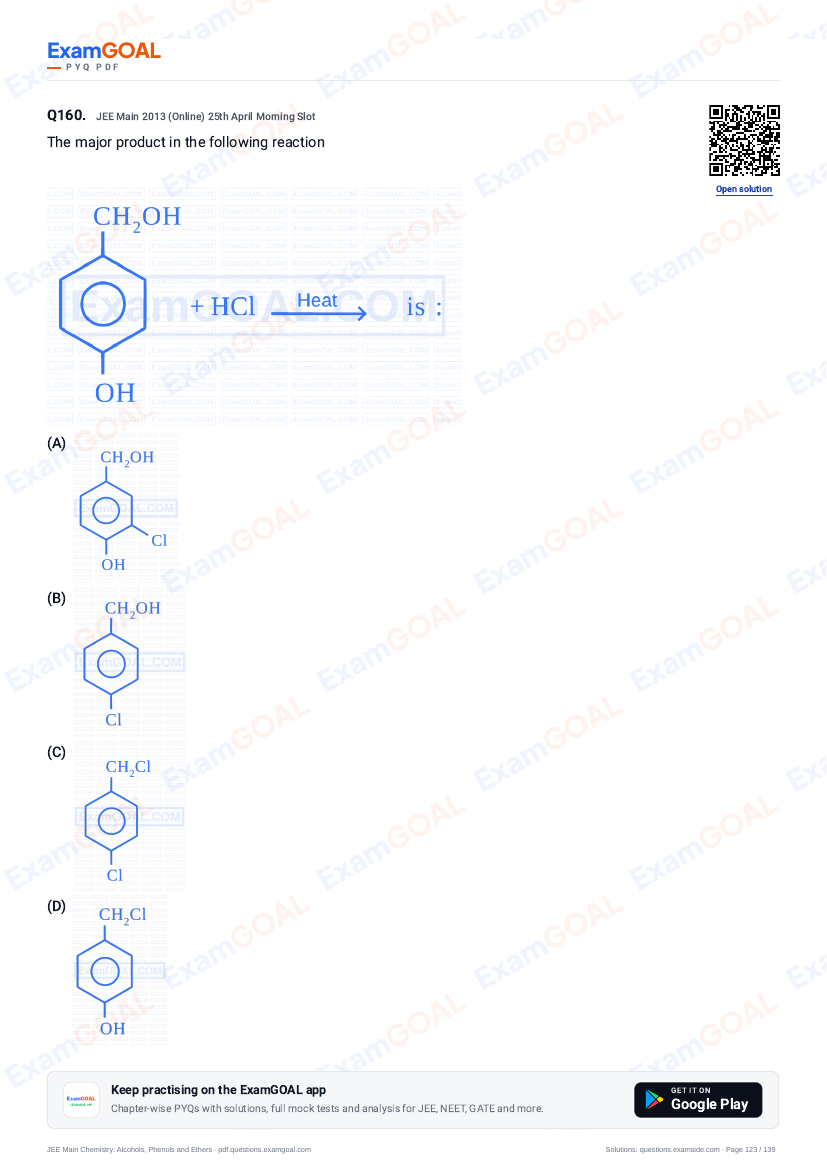 ExamGOAL
PYQ PDF
Q160. JEE Main 2013 (Online) 25th April Morning Slot
The major product in the following reaction
Open solution
CH2OH
+ HCl Heat is :
OH
(A)
CH2OH
Cl
OH
(B)
CH2OH
Cl
(C)
CH2Cl
Cl
(D)
CH2Cl
OH
Keep practising on the ExamGOAL app
Chapter-wise PYQs with solutions, full mock tests and analysis for JEE, NEET, GATE and more.
GET IT ON
Google Play
JEE Main Chemistry: Alcohols, Phenols and Ethers · pdf.questions.examgoal.com
Solutions: questions.examside.com · Page 123 / 139